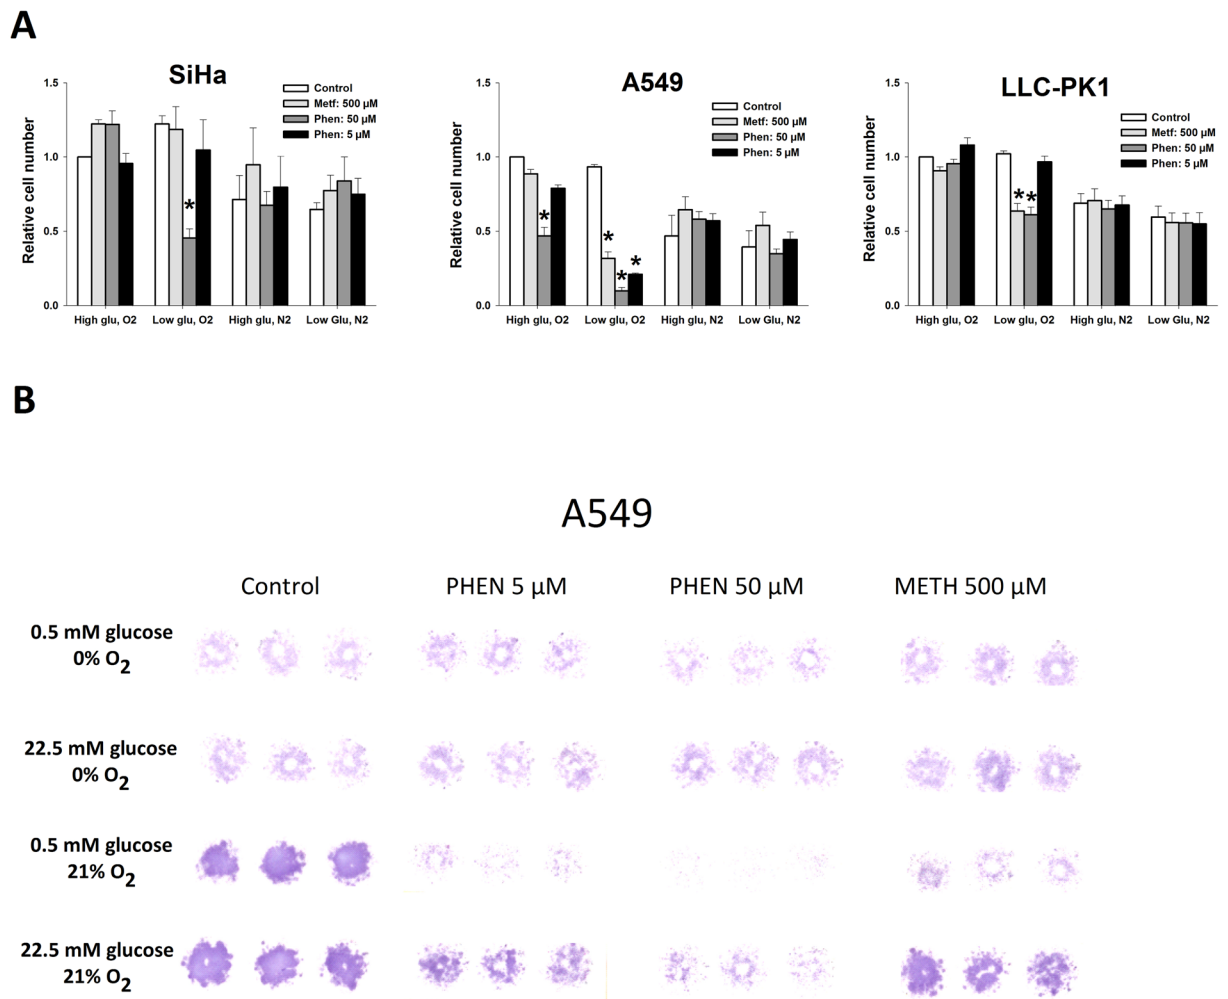 A
SiHa
1.5
1.0
0.5
0.0
Relative cell number
Control
Metf: 500 µM
Phen: 50 µM
Phen: 5 µM
*
High glu, O2
Low glu, O2
High glu, N2
Low Glu, N2
A549
1.5
1.0
0.5
0.0
Relative cell number
Control
Metf: 500 µM
Phen: 50 µM
Phen: 5 µM
*
*
*
*
High glu, O2
Low glu, O2
High glu, N2
Low Glu, N2
LLC-PK1
1.5
1.0
0.5
0.0
Relative cell number
Control
Metf: 500 µM
Phen: 50 µM
Phen: 5 µM
* *
High glu, O2
Low glu, O2
High glu, N2
Low Glu, N2
B
A549
Control PHEN 5 µM PHEN 50 µM METH 500 µM
0.5 mM glucose
0% O2
22.5 mM glucose
0% O2
0.5 mM glucose
21% O2
22.5 mM glucose
21% O2